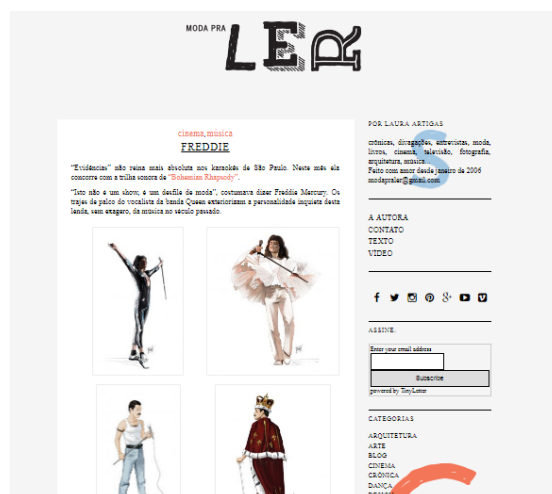 MODA PRA LER
cinema, música
FREDDIE
“Evidências” não reina mais absoluta nos karaokês de São Paulo. Neste mês ela
concorre com a trilha sonora de “Bohemian Rhapsody”.
“Isto não é um show, é um desfile de moda”, costumava dizer Freddie Mercury. Os
trajes de palco do vocalista da banda Queen exteriorizam a personalidade inquieta desta
lenda, sem exagero, da música no século passado.
POR LAURA ARTIGAS
crônicas, divagações, entrevistas, moda,
livros, cinema, televisão, fotografia,
arquitetura, música...
Feito com amor desde janeiro de 2006
modapraler@gmail.com
A AUTORA
CONTATO
TEXTO
VÍDEO
ASSINE:
Enter your email address
Subscribe
powered by TinyLetter
CATEGORIAS
ARQUITETURA
ARTE
BLOG
CINEMA
CRÔNICA
DANÇA